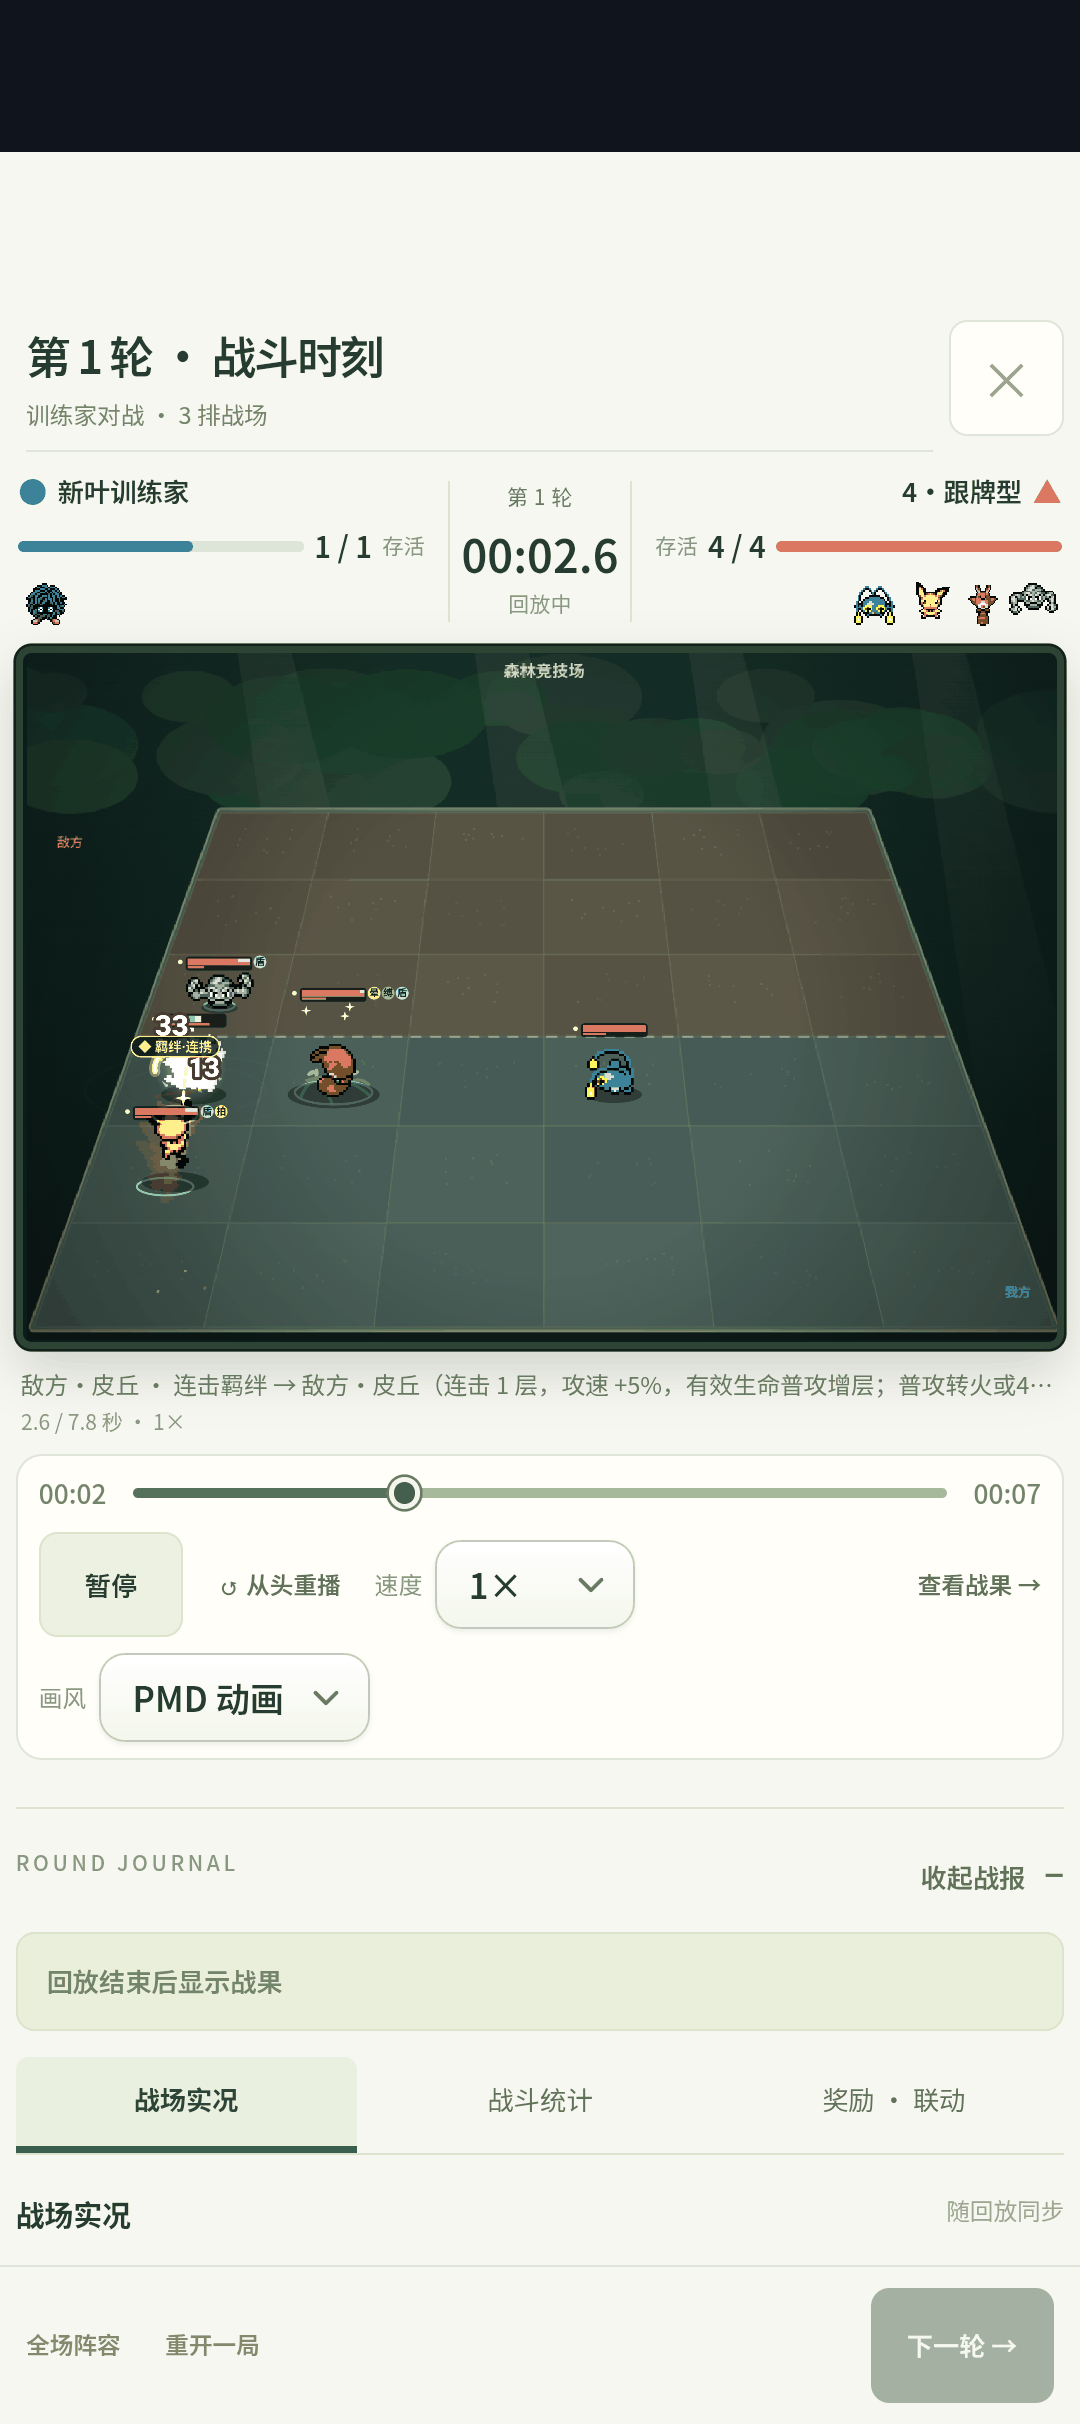 第 1 轮 · 战斗时刻
训练家对战 · 3 排战场
新叶训练家
1 / 1 存活
第 1 轮
00:02.6
回放中
4 · 跟牌型
存活 4 / 4
森林竞技场
敌方
盾
晕 缚 盾
33
◆ 羁绊·连携
13
盾 拍
我方
敌方 · 皮丘 · 连击羁绊 → 敌方 · 皮丘（连击 1 层，攻速 +5%，有效生命普攻增层；普攻转火或4…
2.6 / 7.8 秒 · 1×
00:02
00:07
暂停
↺ 从头重播
速度
1×
查看战果 →
画风
PMD 动画
ROUND JOURNAL
收起战报 −
回放结束后显示战果
战场实况
战斗统计
奖励 · 联动
战场实况
随回放同步
全场阵容
重开一局
下一轮 →